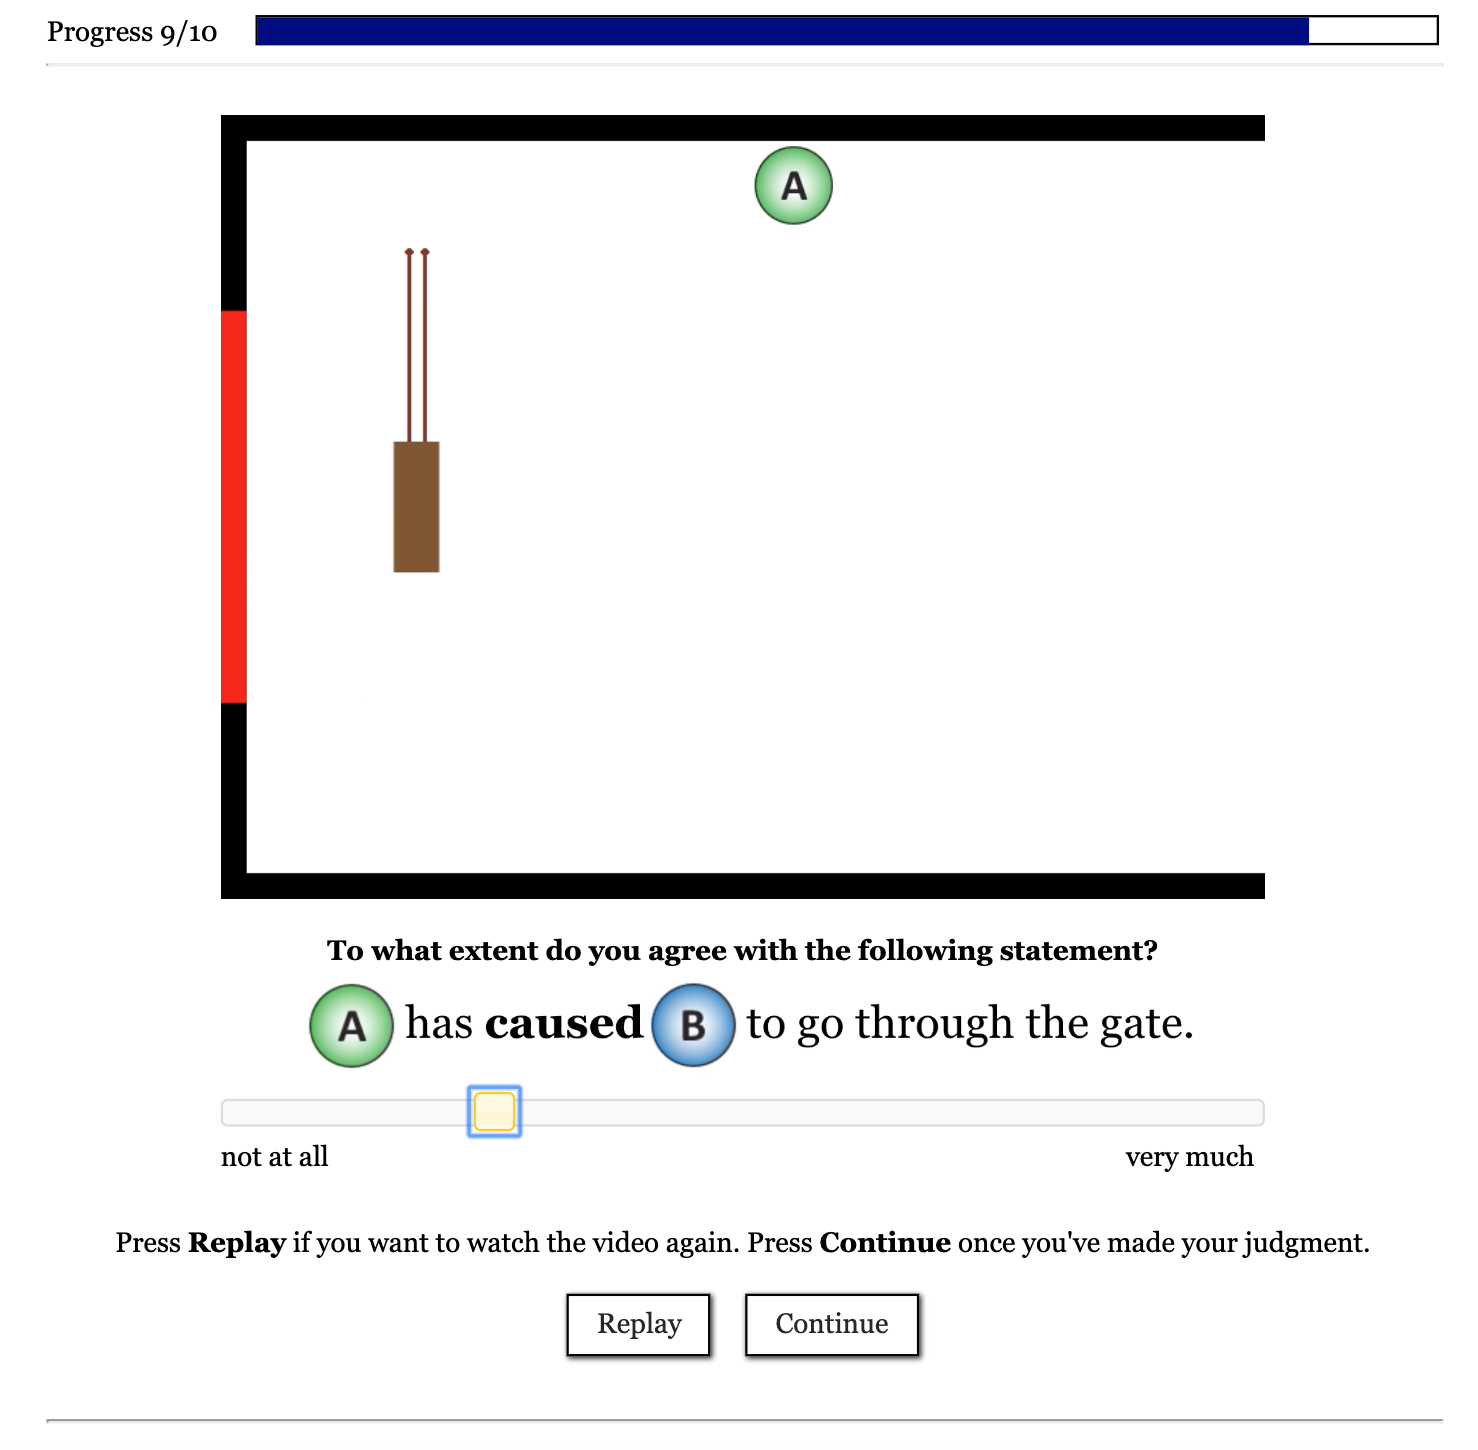 Progress 9/10
A
To what extent do you agree with the following statement?
A has caused B to go through the gate.
not at all very much
Press Replay if you want to watch the video again. Press Continue once you've made your judgment.
Replay Continue